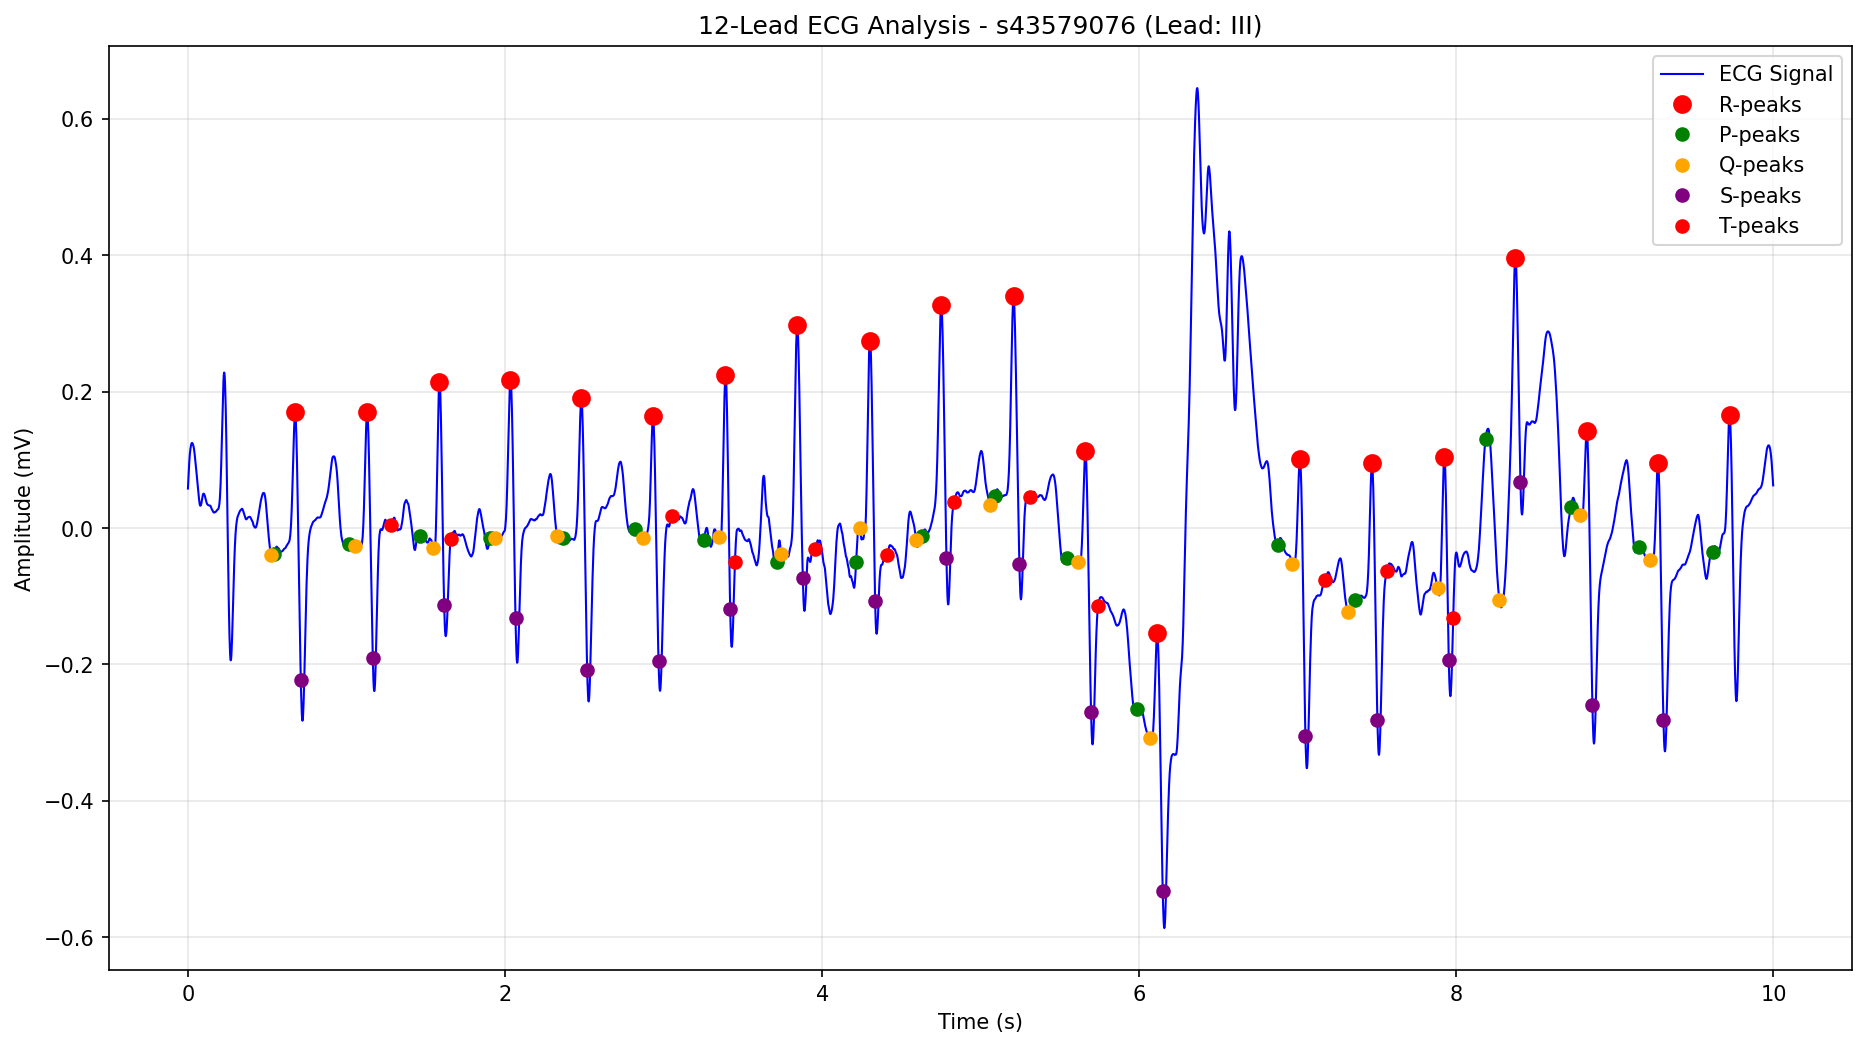 12-Lead ECG Analysis - s43579076 (Lead: III)
ECG Signal
R-peaks
P-peaks
Q-peaks
S-peaks
T-peaks
Amplitude (mV)
0.6
0.4
0.2
0.0
−0.2
−0.4
−0.6
0 2 4 6 8 10
Time (s)